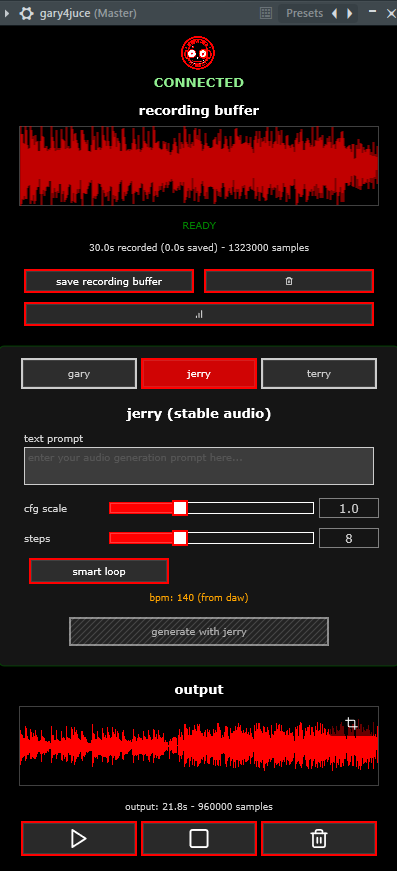 gary4juce (Master)
Presets
CONNECTED
recording buffer
READY
30.0s recorded (0.0s saved) - 1323000 samples
save recording buffer
gary
jerry
terry
jerry (stable audio)
text prompt
enter your audio generation prompt here...
cfg scale
1.0
steps
8
smart loop
bpm: 140 (from daw)
generate with jerry
output
output: 21.8s - 960000 samples